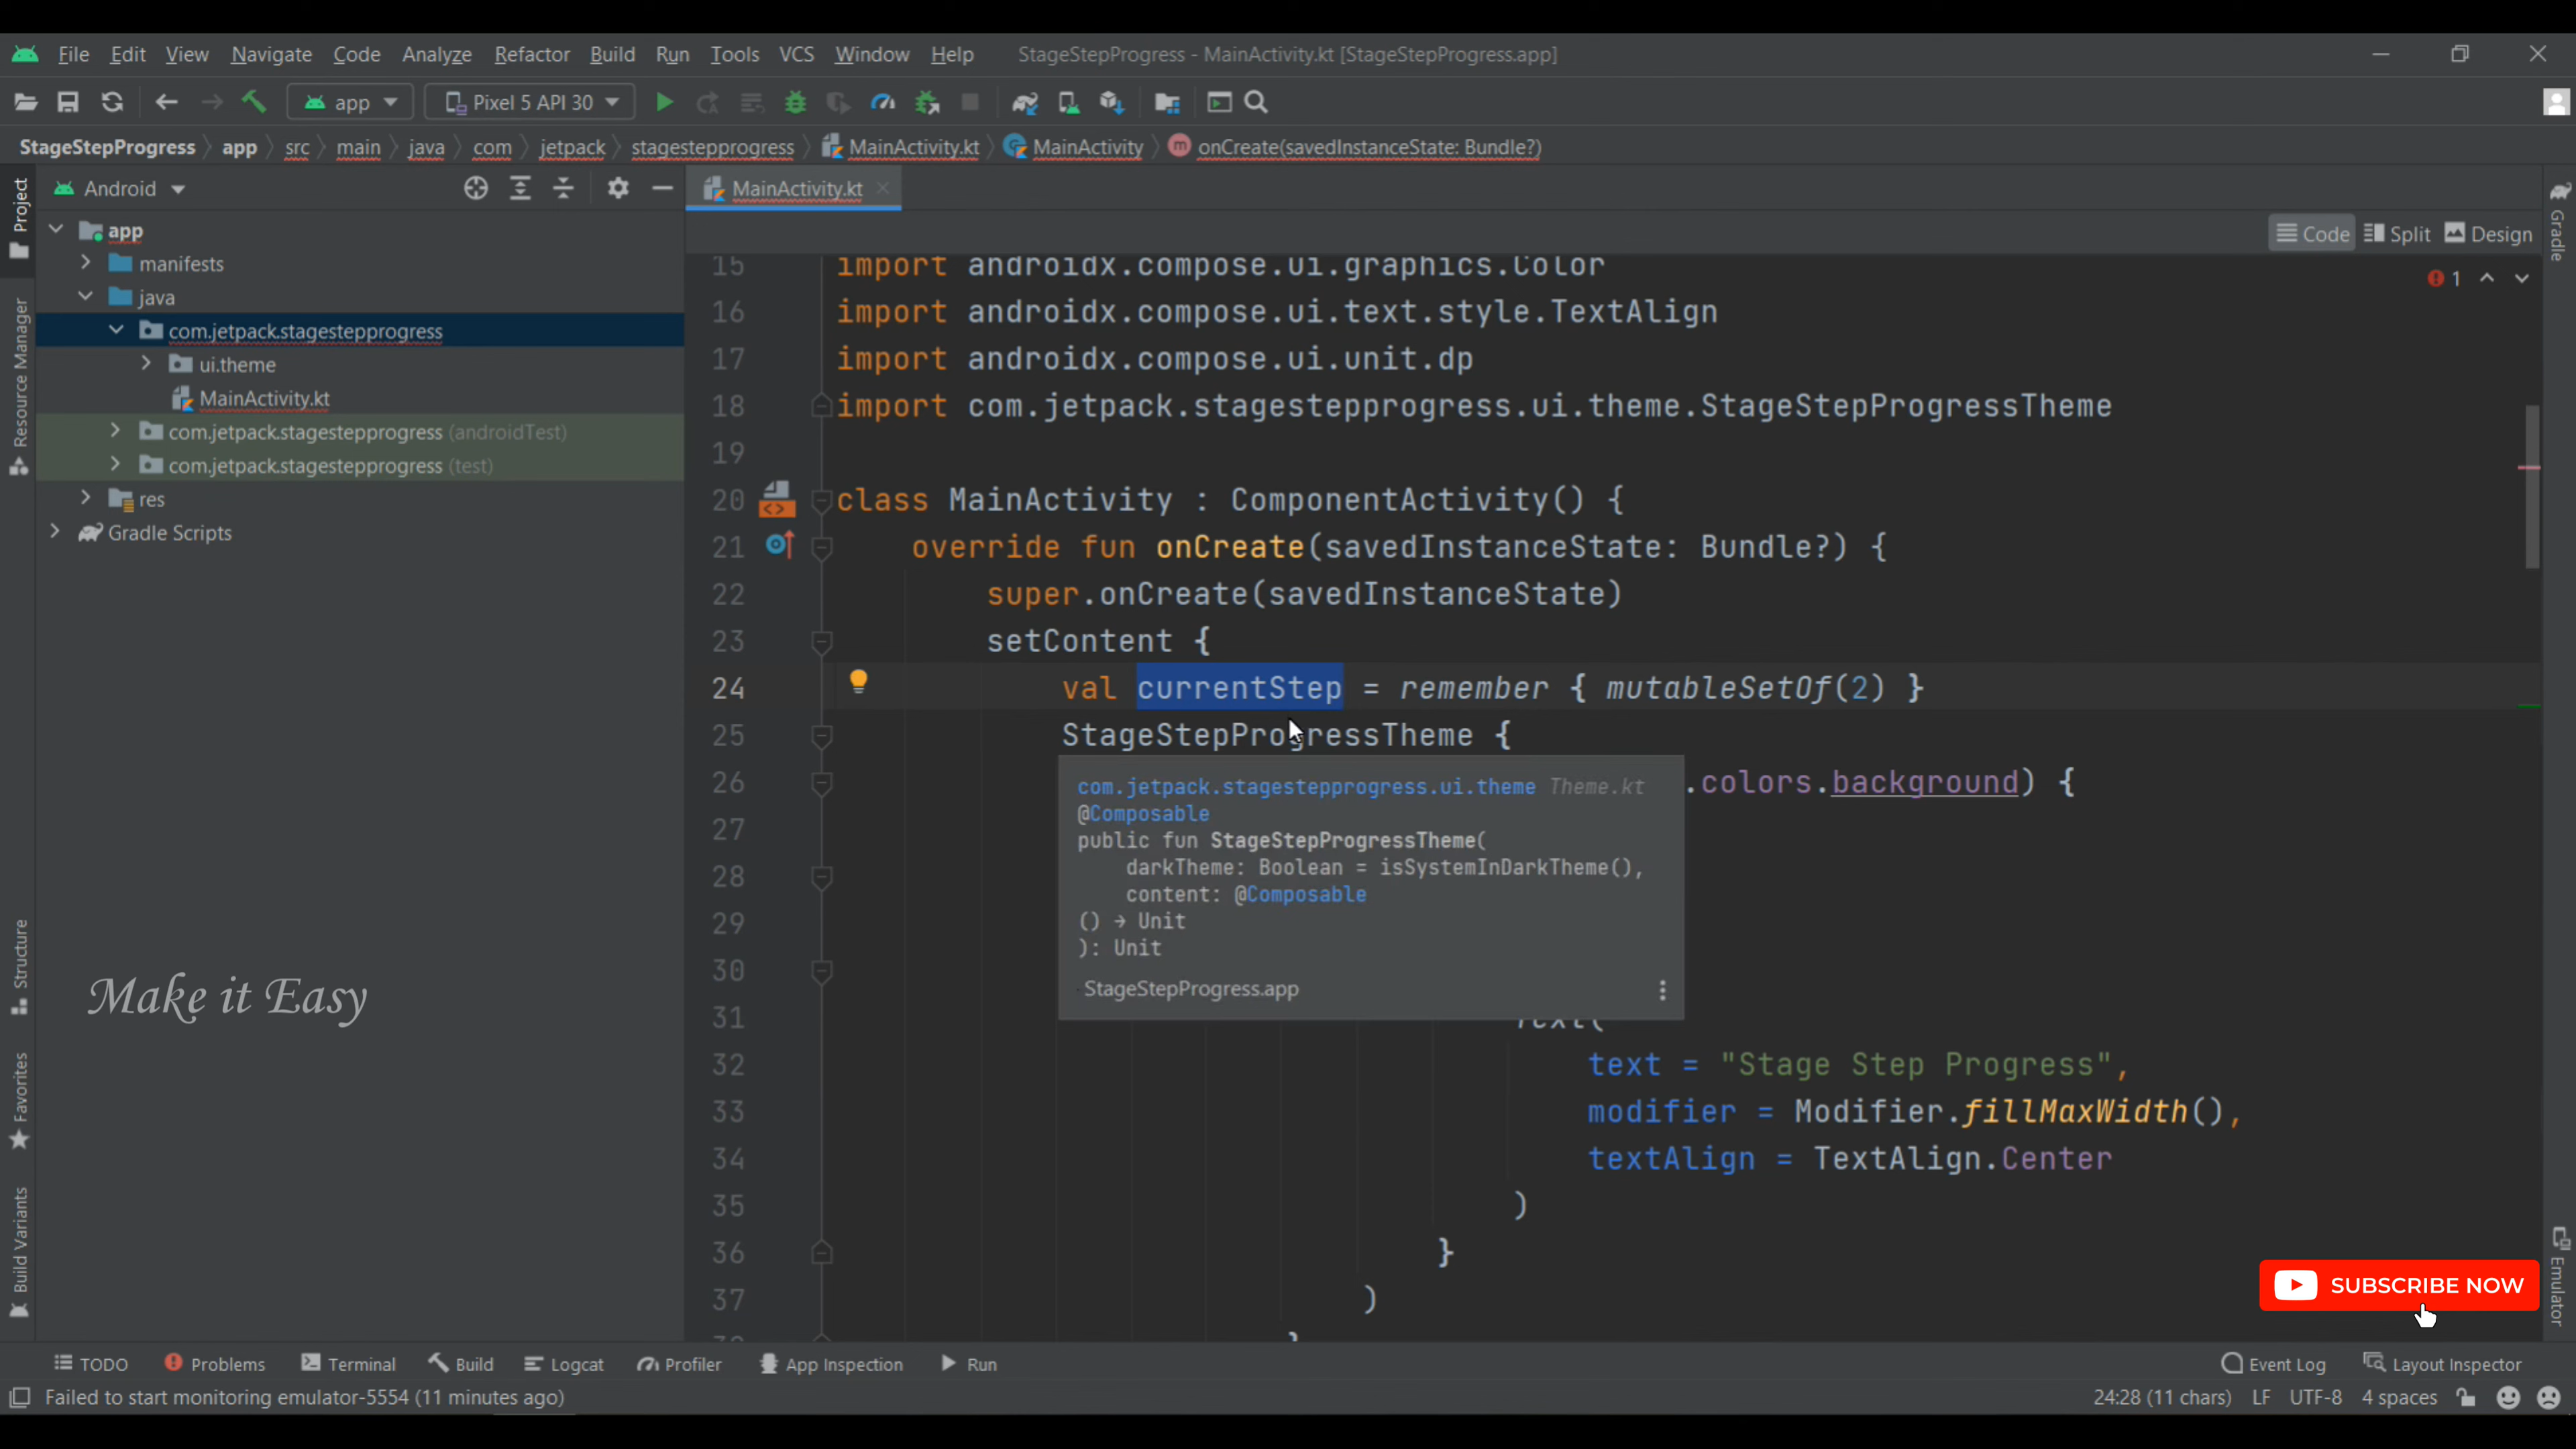 File Edit View Navigate Code Analyze Refactor Build Run Tools VCS Window Help StageStepProgress - MainActivity.kt [StageStepProgress.app]
app Pixel 5 API 30
StageStepProgress app src main java com jetpack stagestepprogress MainActivity.kt MainActivity onCreate(savedInstanceState: Bundle?)
Project
Resource Manager
Structure
Favorites
Build Variants
Android
app
manifests
java
com.jetpack.stagestepprogress
ui.theme
MainActivity.kt
com.jetpack.stagestepprogress (androidTest)
com.jetpack.stagestepprogress (test)
res
Gradle Scripts
Make it Easy
MainActivity.kt
Code Split Design
1
15 import androidx.compose.ui.graphics.Color
16 import androidx.compose.ui.text.style.TextAlign
17 import androidx.compose.ui.unit.dp
18 import com.jetpack.stagestepprogress.ui.theme.StageStepProgressTheme
19
20 class MainActivity : ComponentActivity() {
21 override fun onCreate(savedInstanceState: Bundle?) {
22 super.onCreate(savedInstanceState)
23 setContent {
24 val currentStep = remember { mutableSetOf(2) }
25 StageStepProgressTheme {
26 .colors.background) {
27
28
29
30
31 Text(
32 text = "Stage Step Progress",
33 modifier = Modifier.fillMaxWidth(),
34 textAlign = TextAlign.Center
35 )
36 }
37 )
}
com.jetpack.stagestepprogress.ui.theme Theme.kt
@Composable
public fun StageStepProgressTheme(
darkTheme: Boolean = isSystemInDarkTheme(),
content: @Composable
() → Unit
): Unit
StageStepProgress.app
Gradle
Emulator
SUBSCRIBE NOW
TODO Problems Terminal Build Logcat Profiler App Inspection Run Event Log Layout Inspector
Failed to start monitoring emulator-5554 (11 minutes ago) 24:28 (11 chars) LF UTF-8 4 spaces